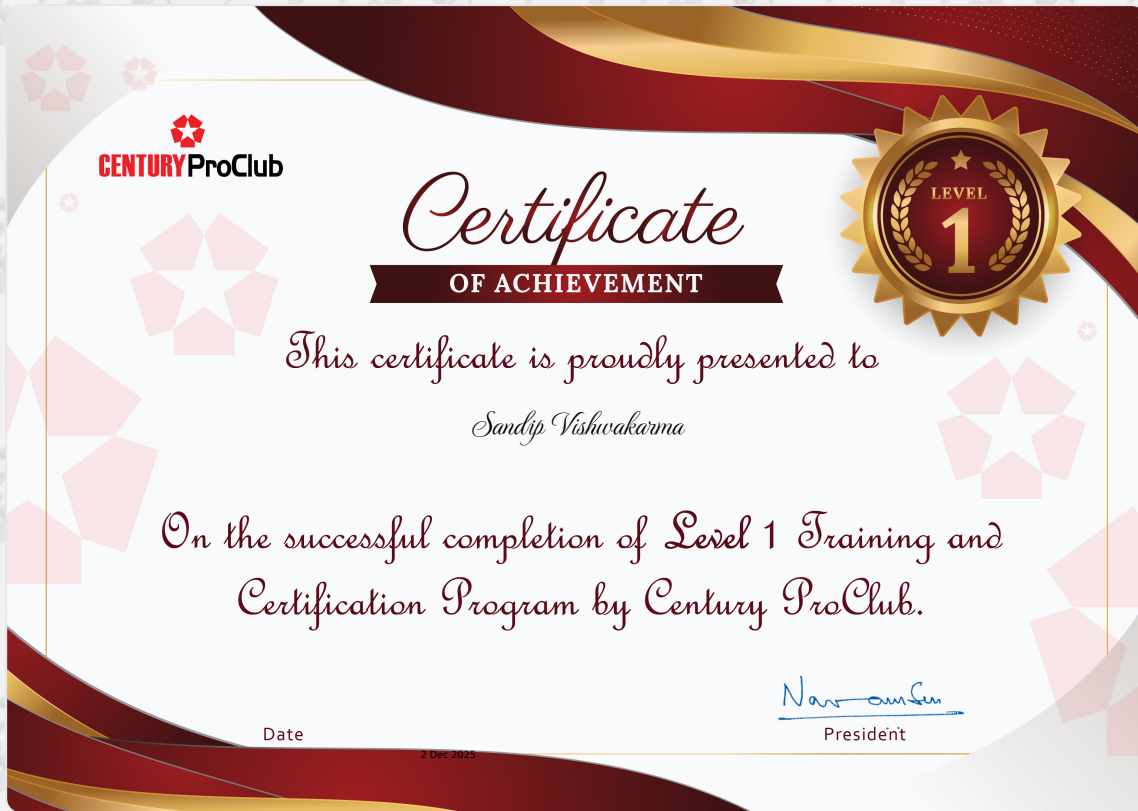 CENTURY ProClub
LEVEL
1
Certificate
OF ACHIEVEMENT
This certificate is proudly presented to
Sandip Vishwakarma
On the successful completion of Level 1 Training and
Certification Program by Century ProClub.
Date
President
2 Dec 2025